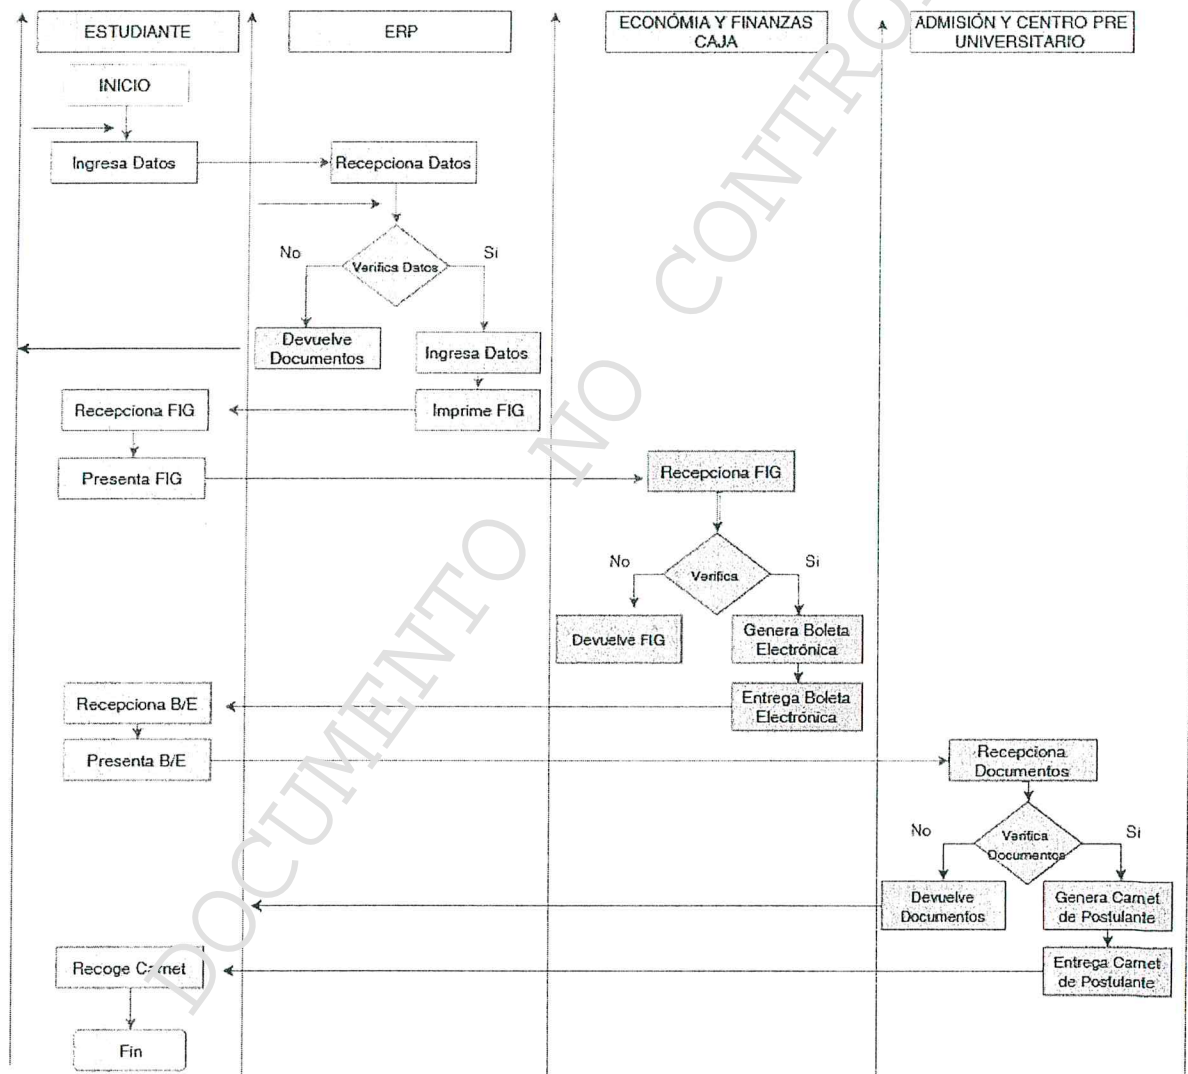 ESTUDIANTE
ERP
ECONÓMIA Y FINANZAS
CAJA
ADMISIÓN Y CENTRO PRE
UNIVERSITARIO
INICIO
Ingresa Datos
Recepciona Datos
No
Si
Verifica Datos
Devuelve
Documentos
Ingresa Datos
Recepciona FIG
Imprime FIG
Presenta FIG
Recepciona FIG
No
Si
Verifica
Devuelve FIG
Genera Boleta
Electrónica
Recepciona B/E
Entrega Boleta
Electrónica
Presenta B/E
Recepciona
Documentos
No
Si
Verifica
Documentos
Devuelve
Documentos
Genera Carnet
de Postulante
Recoge Carnet
Entrega Carnet
de Postulante
Fin
DOCUMENTO NO CONTRO